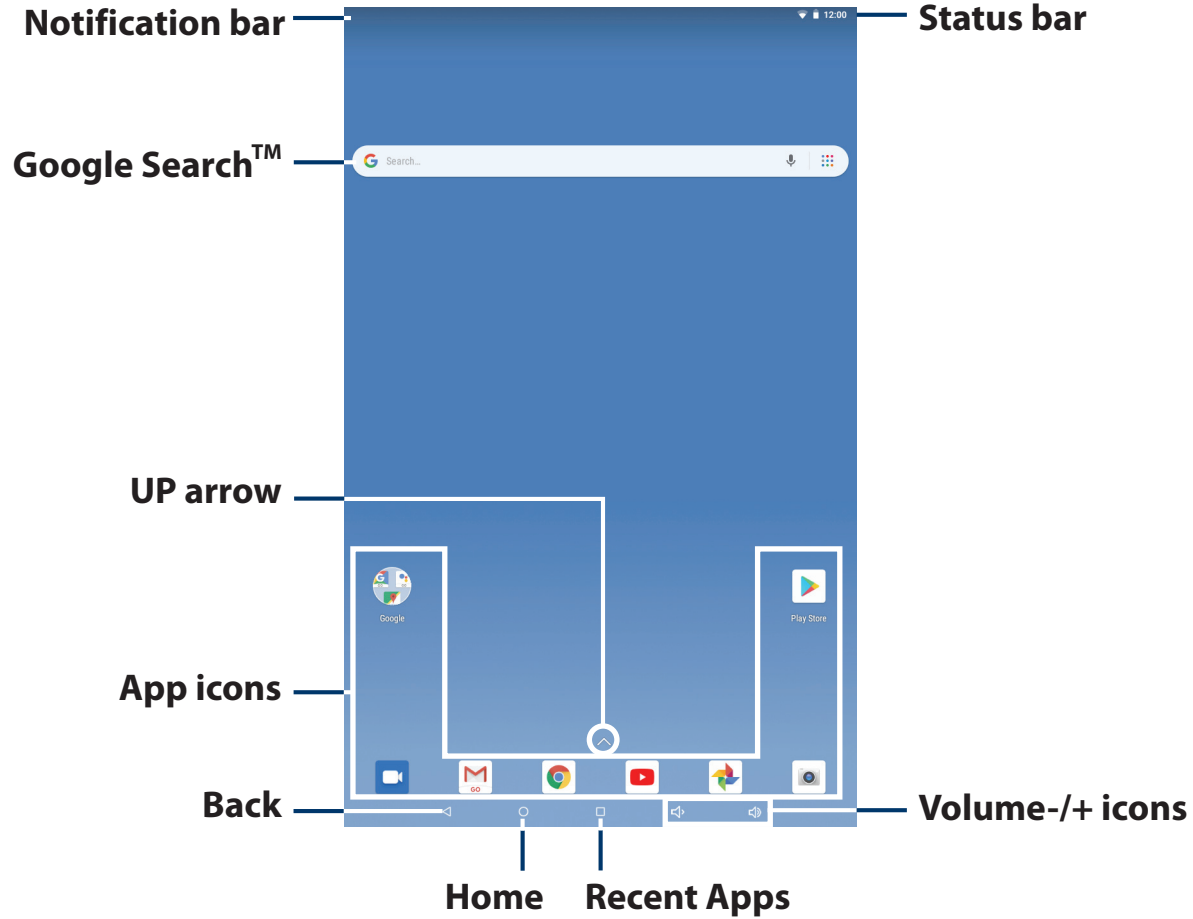 Notification bar
12:00
Status bar
Google Search™
G Search...
UP arrow
Google
Play Store
App icons
GO
Back
Volume-/+ icons
Home
Recent Apps